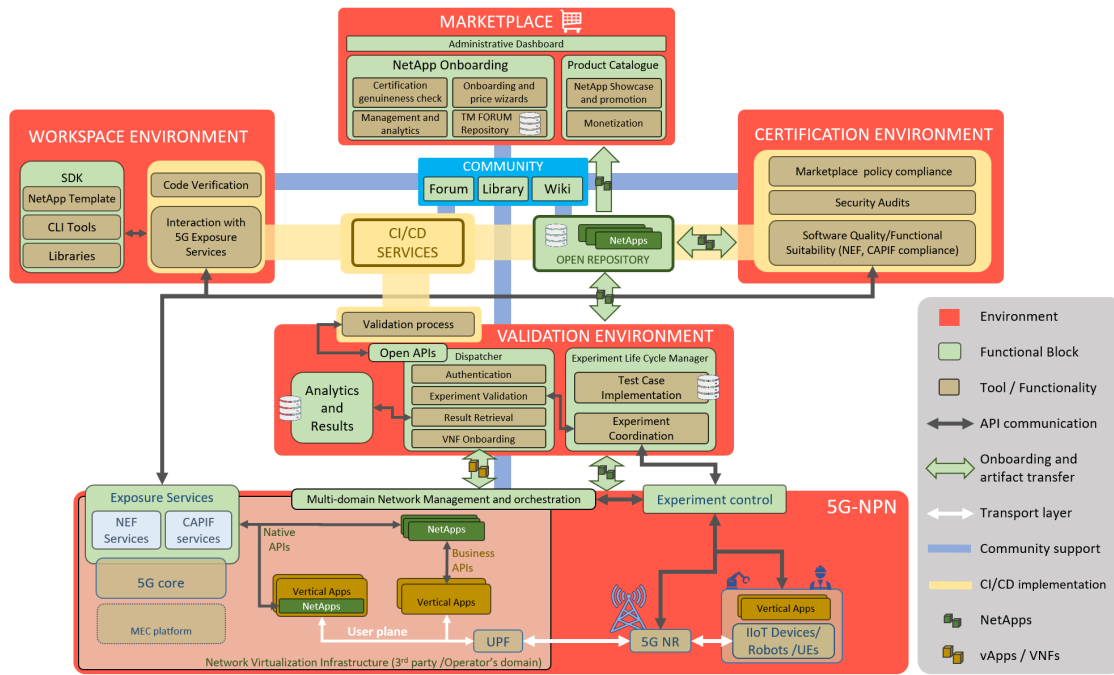 MARKETPLACE
Administrative Dashboard
NetApp Onboarding
Certification
genuineness check
Onboarding and
price wizards
Management and
analytics
TM FORUM
Repository
Product Catalogue
NetApp Showcase
and promotion
Monetization
WORKSPACE ENVIRONMENT
SDK
NetApp Template
CLI Tools
Libraries
Code Verification
Interaction with
5G Exposure
Services
COMMUNITY
Forum
Library
Wiki
CI/CD
SERVICES
NetApps
OPEN REPOSITORY
CERTIFICATION ENVIRONMENT
Marketplace policy compliance
Security Audits
Software Quality/Functional
Suitability (NEF, CAPIF compliance)
Validation process
VALIDATION ENVIRONMENT
Open APIs
Dispatcher
Authentication
Experiment Validation
Result Retrieval
VNF Onboarding
Analytics
and
Results
Experiment Life Cycle Manager
Test Case
Implementation
Experiment
Coordination
Exposure Services
NEF
Services
CAPIF
services
5G core
MEC platform
Multi-domain Network Management and orchestration
Experiment control
5G-NPN
Native
APIs
NetApps
Business
APIs
Vertical Apps
NetApps
Vertical Apps
User plane
UPF
5G NR
Vertical Apps
IIoT Devices/
Robots /UEs
Network Virtualization Infrastructure (3rd party /Operator's domain)
Environment
Functional Block
Tool / Functionality
API communication
Onboarding and
artifact transfer
Transport layer
Community support
CI/CD implementation
NetApps
vApps / VNFs